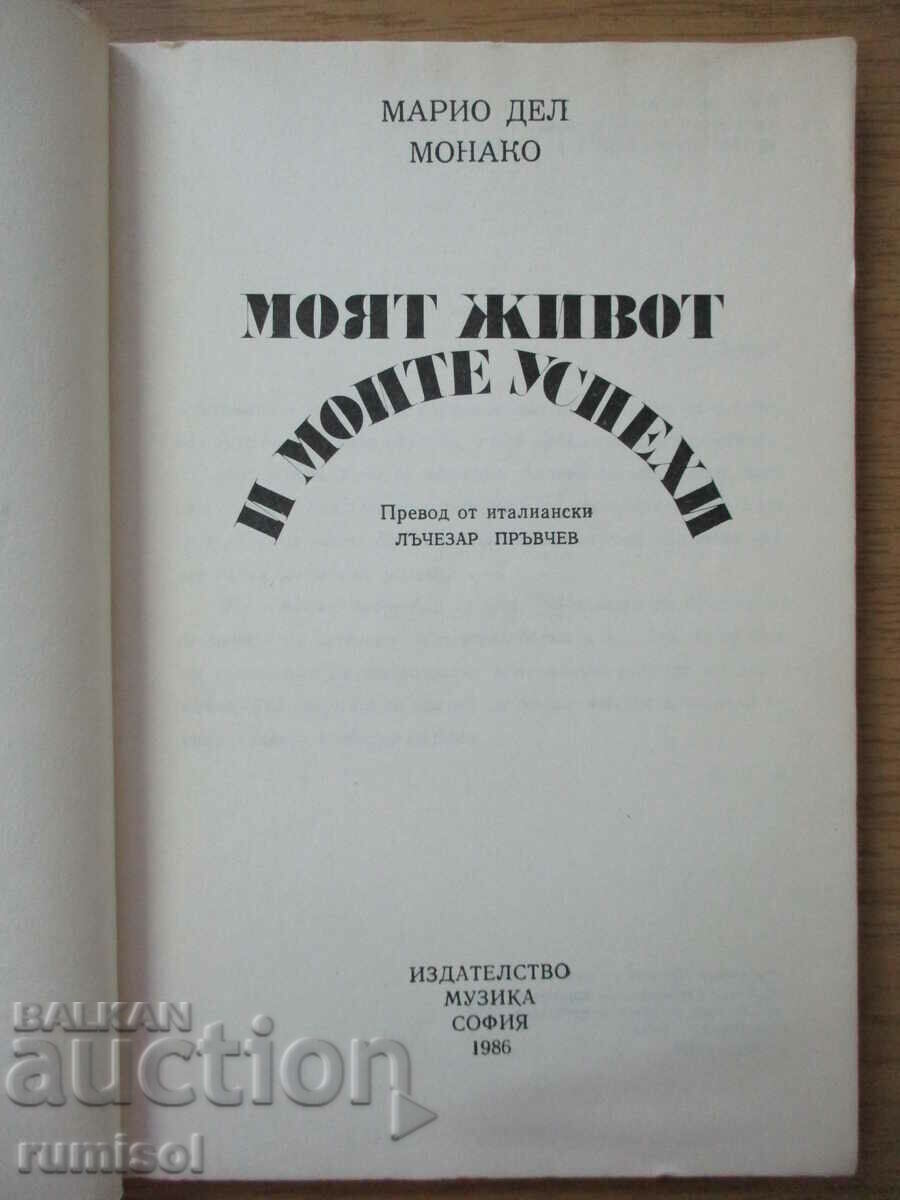 МАРИО ДЕЛ
МОНАКО
МОЯТ ЖИВОТ
И МОИТЕ УСПЕХИ
Превод от италиански
ЛЪЧЕЗАР ПРЪВЧЕВ
ИЗДАТЕЛСТВО
МУЗИКА
СОФИЯ
1986
BALKAN
auction
rumisol